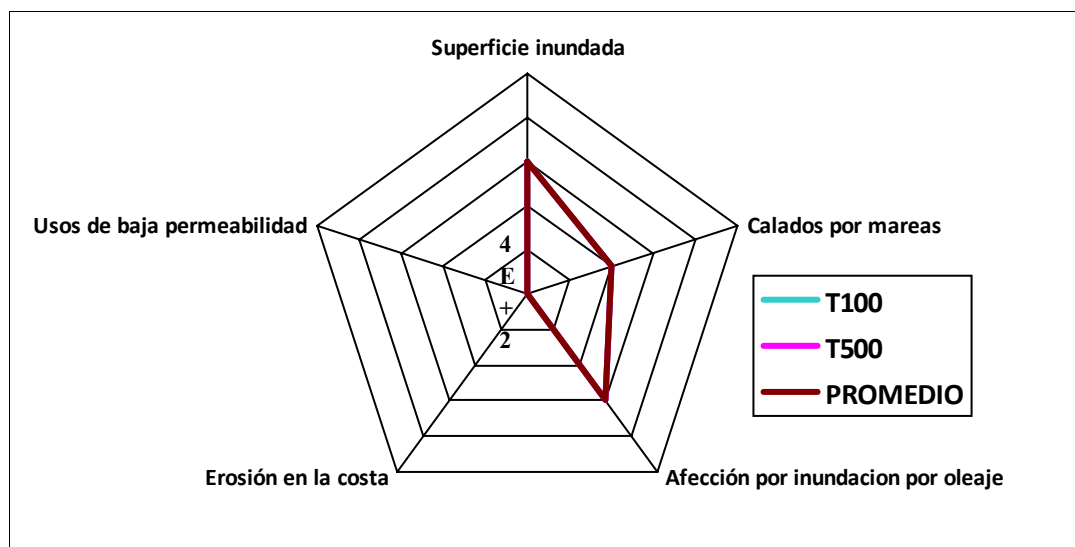 Superficie inundada
Calados por mareas
Afección por inundacion por oleaje
Erosión en la costa
Usos de baja permeabilidad
4
E
+
2
T100
T500
PROMEDIO